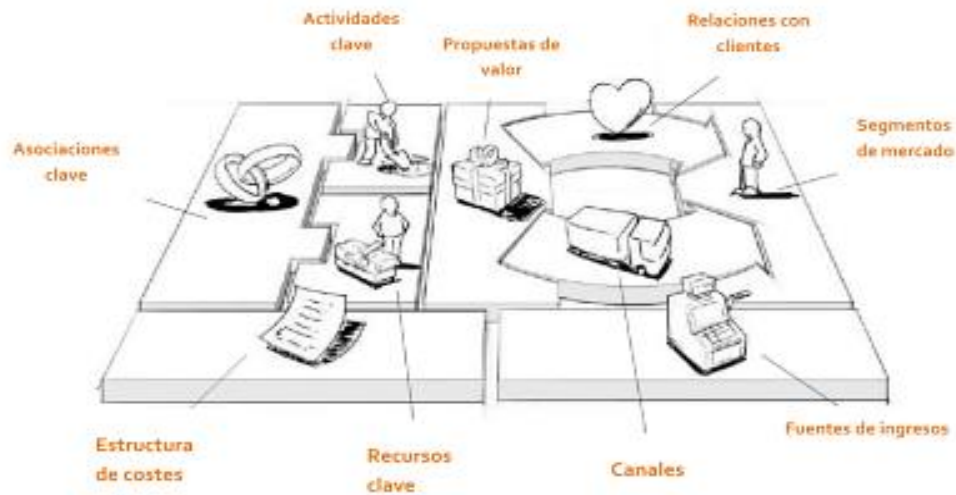 Actividades
clave
Propuestas de
valor
Relaciones con
clientes
Asociaciones
clave
Segmentos
de mercado
Estructura
de costes
Recursos
clave
Canales
Fuentes de ingresos